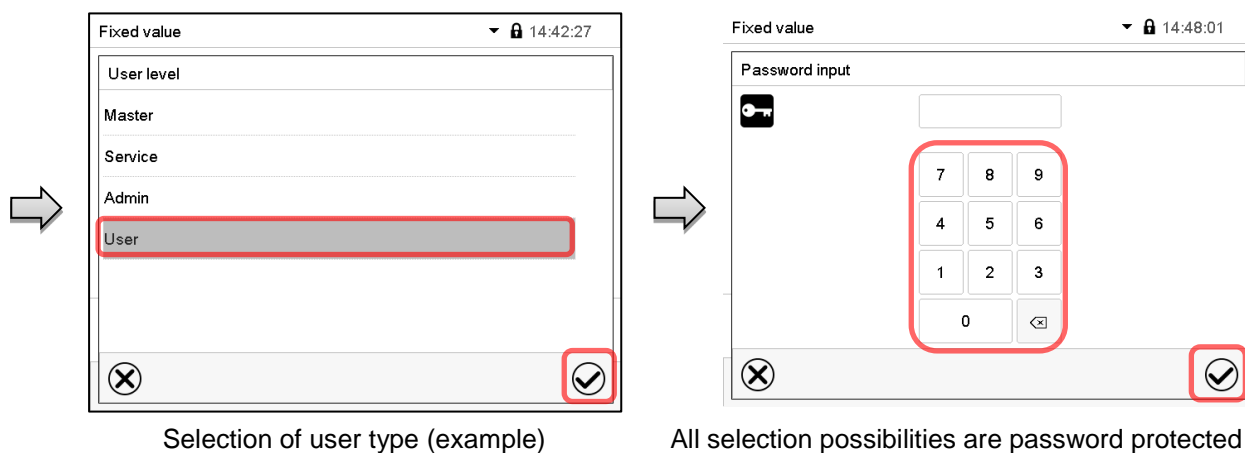 Fixed value 14:42:27
User level
Master
Service
Admin
User
Selection of user type (example)
Fixed value 14:48:01
Password input
7 8 9
4 5 6
1 2 3
0
All selection possibilities are password protected